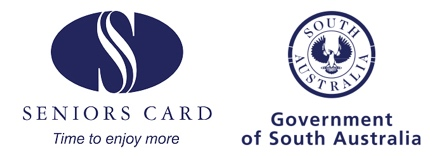 S
SENIORS CARD
Time to enjoy more
SOUTH
AUSTRALIA
Government
of South Australia